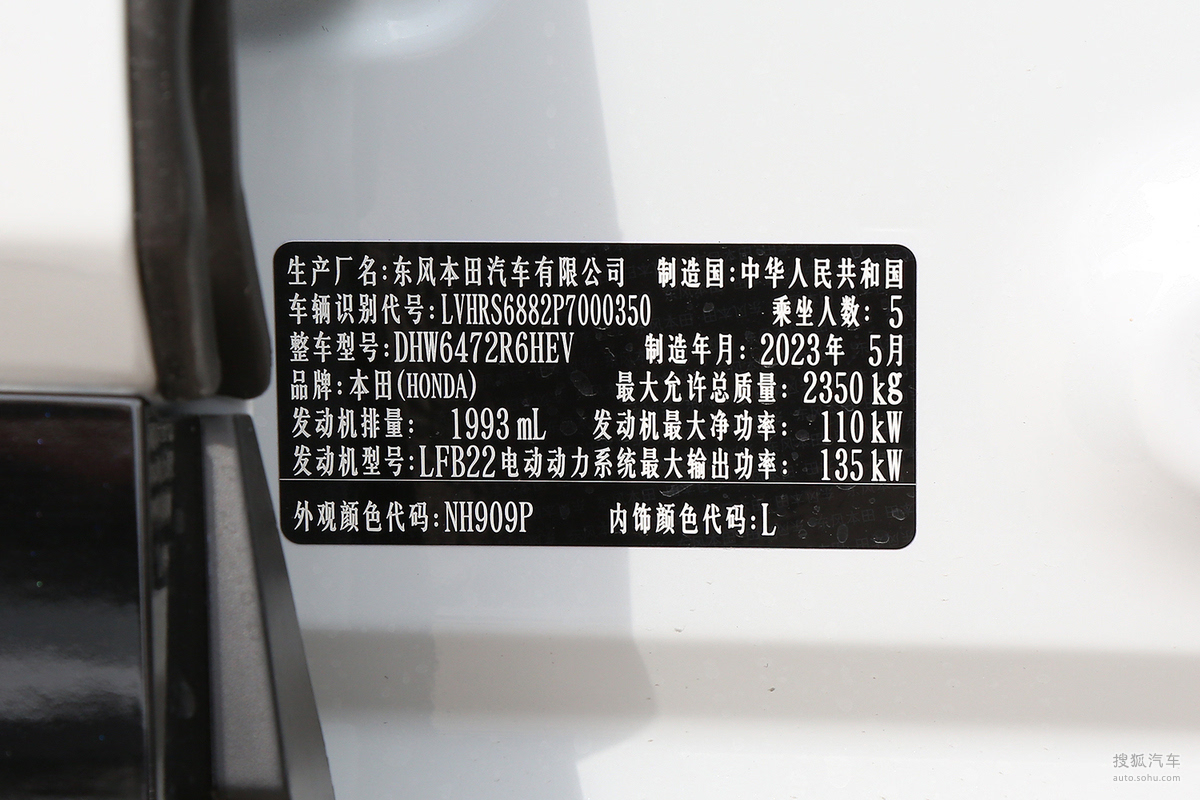 生产厂名:东风本田汽车有限公司 制造国:中华人民共和国
车辆识别代号:LVHRS6882P7000350 乘坐人数: 5
整车型号:DHW6472R6HEV 制造年月: 2023年 5月
品牌:本田(HONDA) 最大允许总质量: 2350 kg
发动机排量: 1993 mL 发动机最大净功率: 110 kW
发动机型号:LFB22 电动动力系统最大输出功率: 135 kW
外观颜色代码:NH909P 内饰颜色代码:L
搜狐汽车
auto.sohu.com